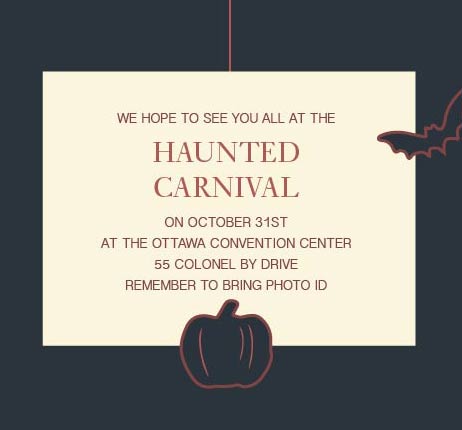 WE HOPE TO SEE YOU ALL AT THE
HAUNTED
CARNIVAL
ON OCTOBER 31ST
AT THE OTTAWA CONVENTION CENTER
55 COLONEL BY DRIVE
REMEMBER TO BRING PHOTO ID